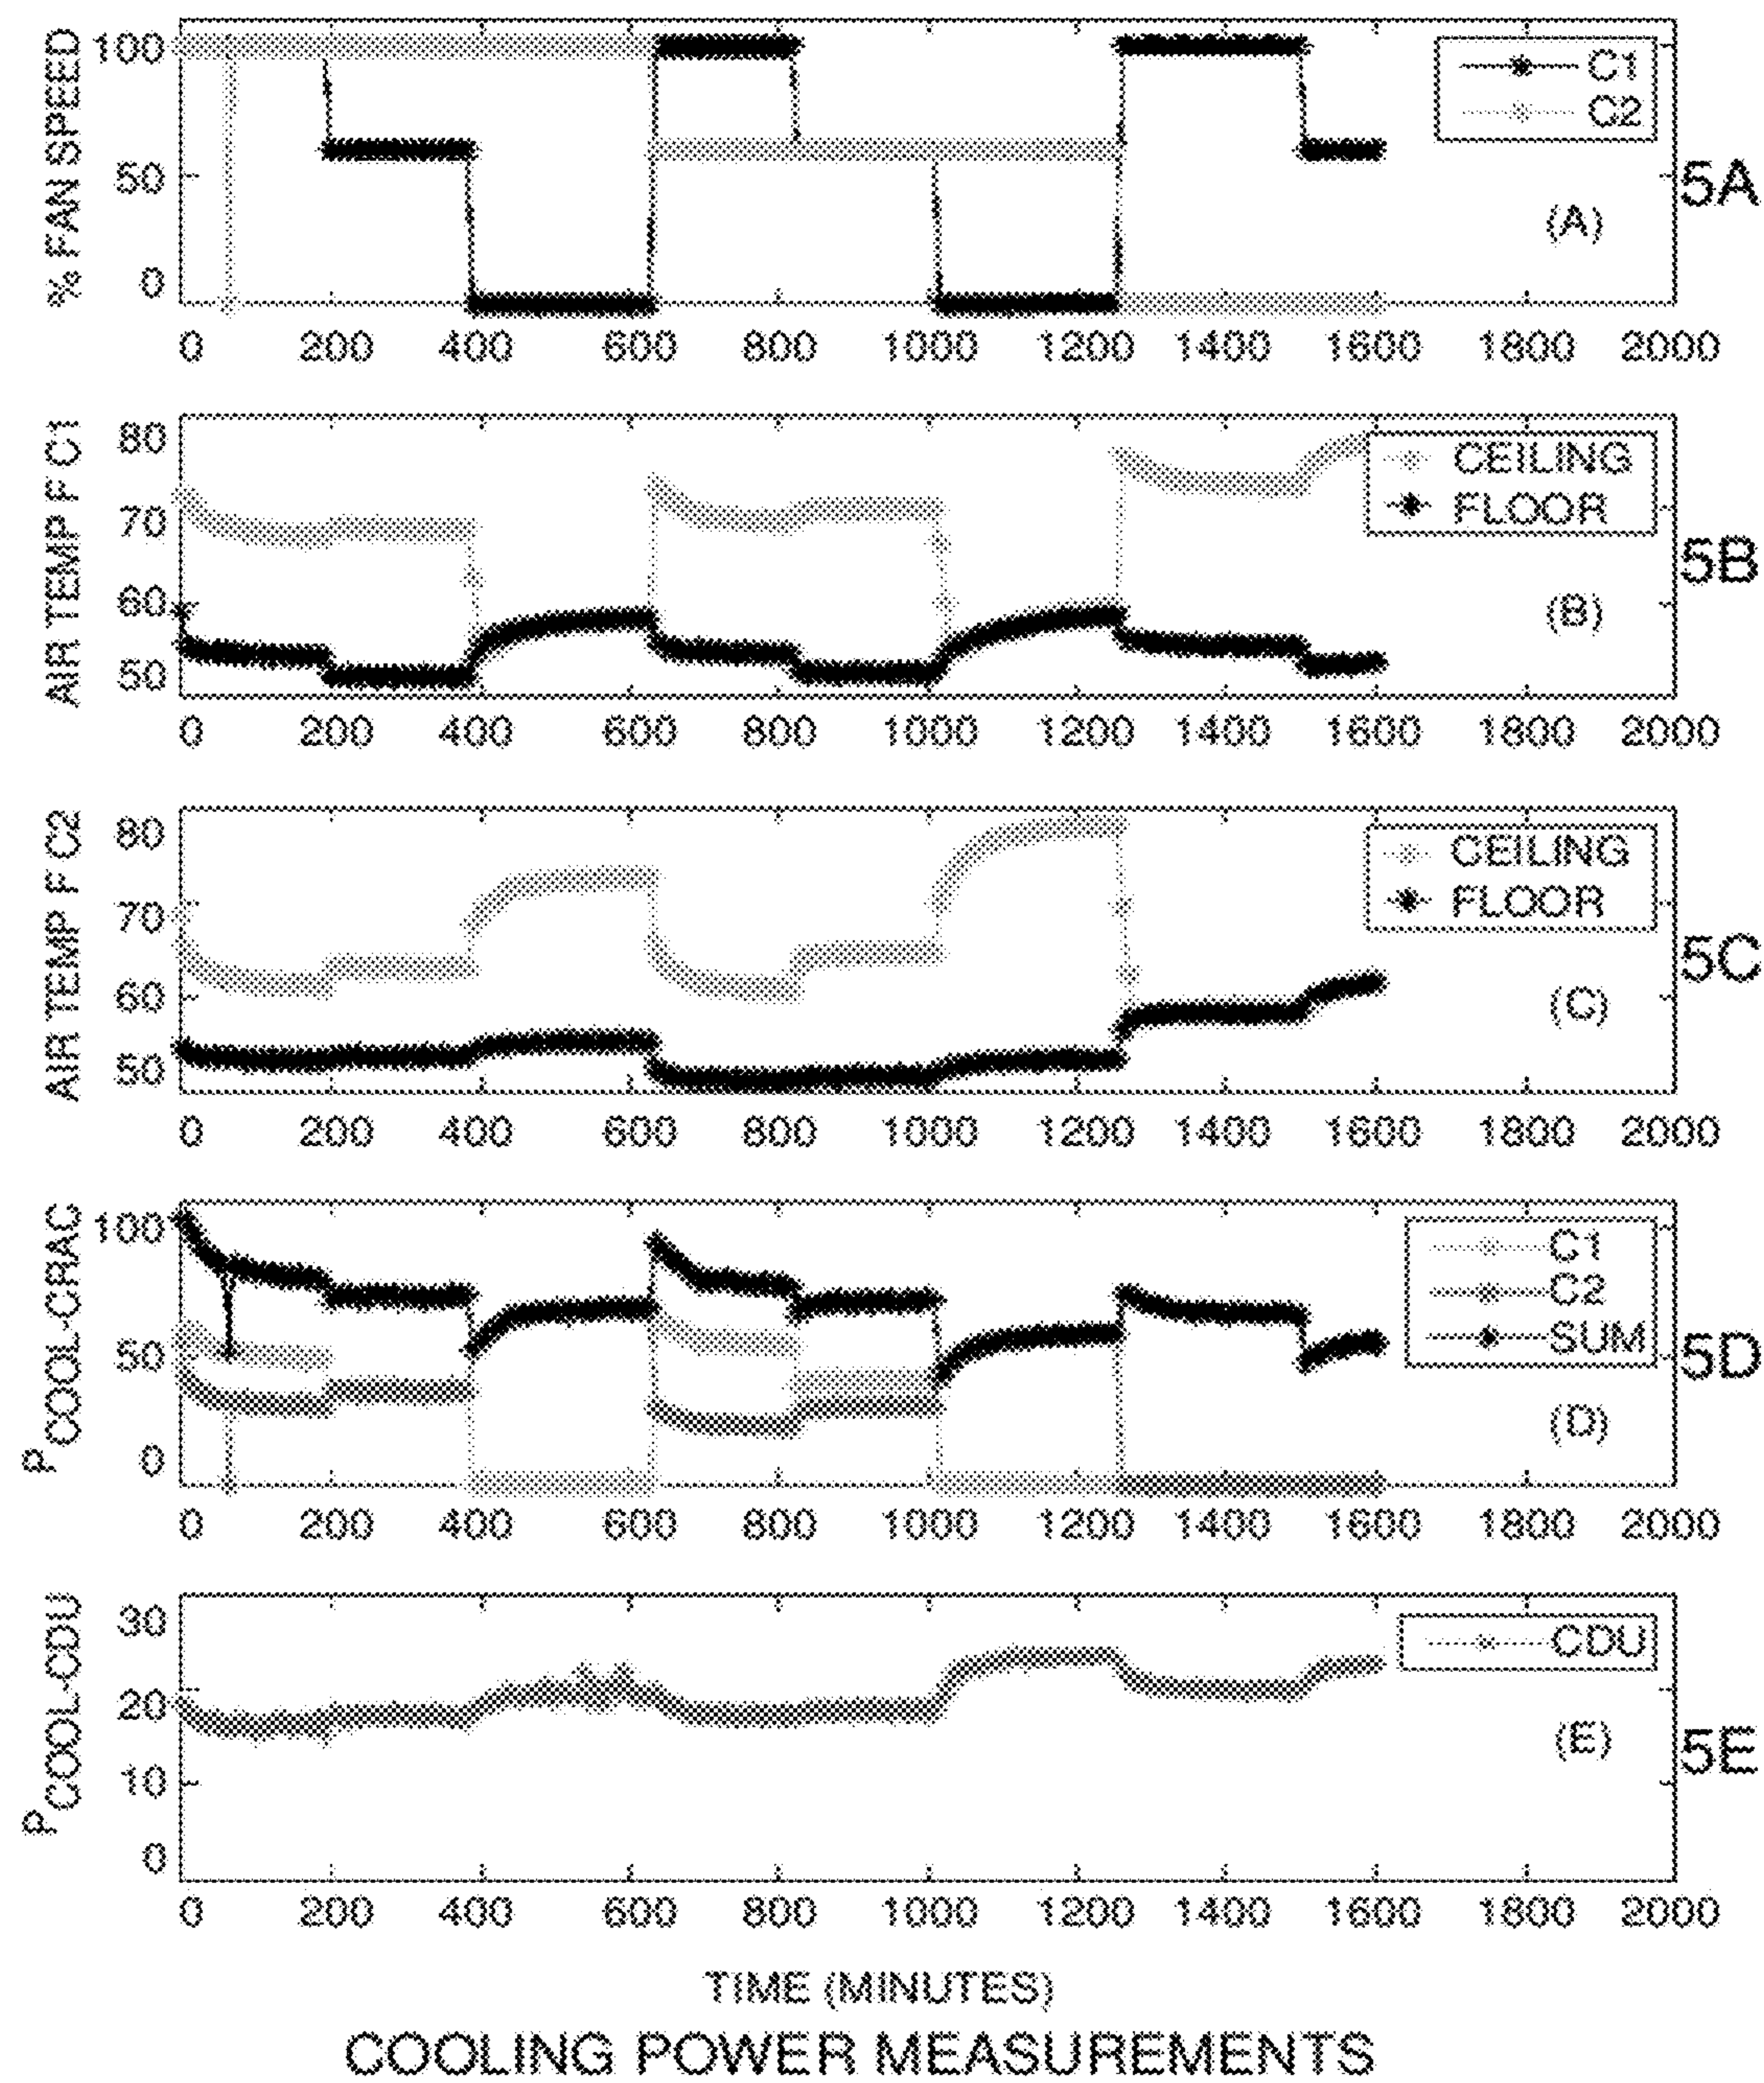 % FAN SPEED
100
50
0
C1
C2
(A)
5A
0 200 400 600 800 1000 1200 1400 1600 1800 2000
AIR TEMP F C1
80
70
60
50
CEILING
FLOOR
(B)
5B
0 200 400 600 800 1000 1200 1400 1600 1800 2000
AIR TEMP F C2
80
70
60
50
CEILING
FLOOR
(C)
5C
0 200 400 600 800 1000 1200 1400 1600 1800 2000
PCOOL-CRAC
100
50
0
C1
C2
SUM
(D)
5D
0 200 400 600 800 1000 1200 1400 1600 1800 2000
PCOOL-CDU
30
20
10
0
CDU
(E)
5E
0 200 400 600 800 1000 1200 1400 1600 1800 2000
TIME (MINUTES)
COOLING POWER MEASUREMENTS